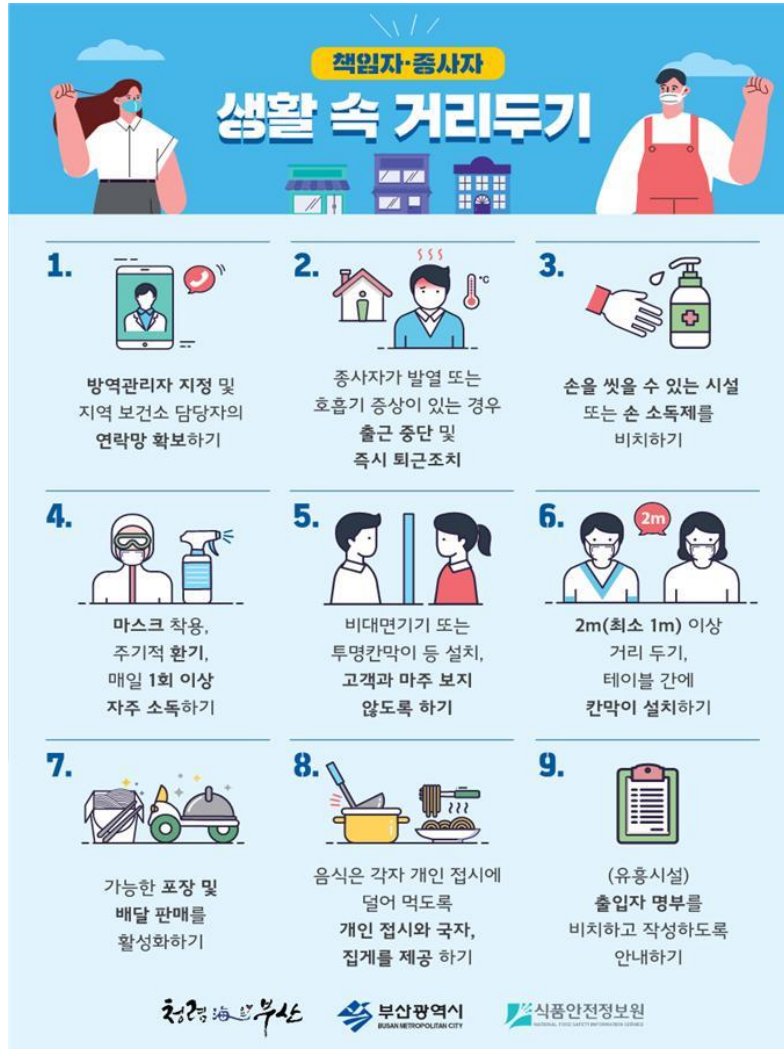 책임자·종사자
생활 속 거리두기
1.
방역관리자 지정 및
지역 보건소 담당자의
연락망 확보하기
2.
°C
종사자가 발열 또는
호흡기 증상이 있는 경우
출근 중단 및
즉시 퇴근조치
3.
손을 씻을 수 있는 시설
또는 손 소독제를
비치하기
4.
마스크 착용,
주기적 환기,
매일 1회 이상
자주 소독하기
5.
비대면기기 또는
투명칸막이 등 설치,
고객과 마주 보지
않도록 하기
6.
2m
2m(최소 1m) 이상
거리 두기,
테이블 간에
칸막이 설치하기
7.
가능한 포장 및
배달 판매를
활성화하기
8.
음식은 각자 개인 접시에
덜어 먹도록
개인 접시와 국자,
집게를 제공 하기
9.
(유흥시설)
출입자 명부를
비치하고 작성하도록
안내하기
청렴海 부산
부산광역시
BUSAN METROPOLITAN CITY
식품안전정보원
NATIONAL FOOD SAFETY INFORMATION SERVICE